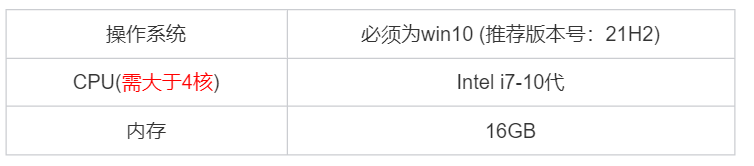 操作系统 必须为win10 (推荐版本号：21H2)
CPU(需大于4核) Intel i7-10代
内存 16GB